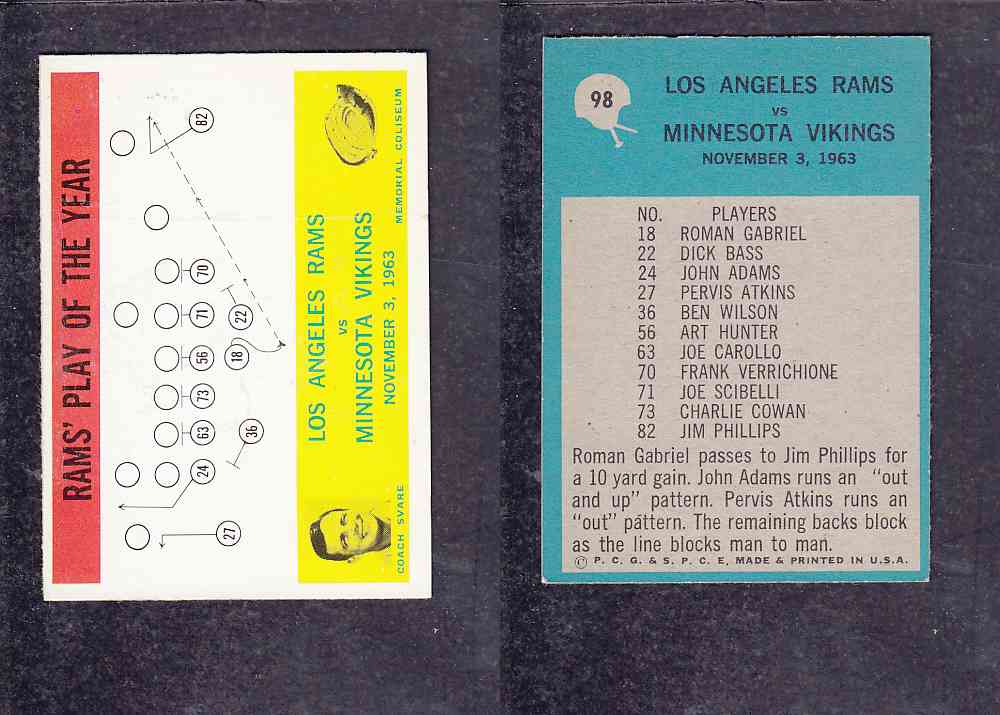 RAMS' PLAY OF THE YEAR
82
70
71
22
56
18
73
63
36
24
27
LOS ANGELES RAMS
VS
MINNESOTA VIKINGS
NOVEMBER 3, 1963
MEMORIAL COLISEUM
COACH SVARE
98
LOS ANGELES RAMS
VS
MINNESOTA VIKINGS
NOVEMBER 3, 1963
NO. PLAYERS
18 ROMAN GABRIEL
22 DICK BASS
24 JOHN ADAMS
27 PERVIS ATKINS
36 BEN WILSON
56 ART HUNTER
63 JOE CAROLLO
70 FRANK VERRICHIONE
71 JOE SCIBELLI
73 CHARLIE COWAN
82 JIM PHILLIPS
Roman Gabriel passes to Jim Phillips for
a 10 yard gain. John Adams runs an "out
and up" pattern. Pervis Atkins runs an
"out" pattern. The remaining backs block
as the line blocks man to man.
© P. C. G. & S. P. C. E. MADE & PRINTED IN U.S.A.